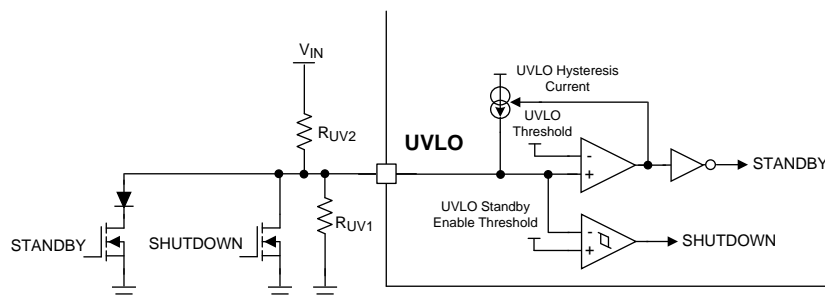 VIN
UVLO Hysteresis
Current
RUV2
UVLO
UVLO
Threshold
-
+
STANDBY
UVLO Standby
Enable Threshold
RUV1
-
+
STANDBY
SHUTDOWN
SHUTDOWN